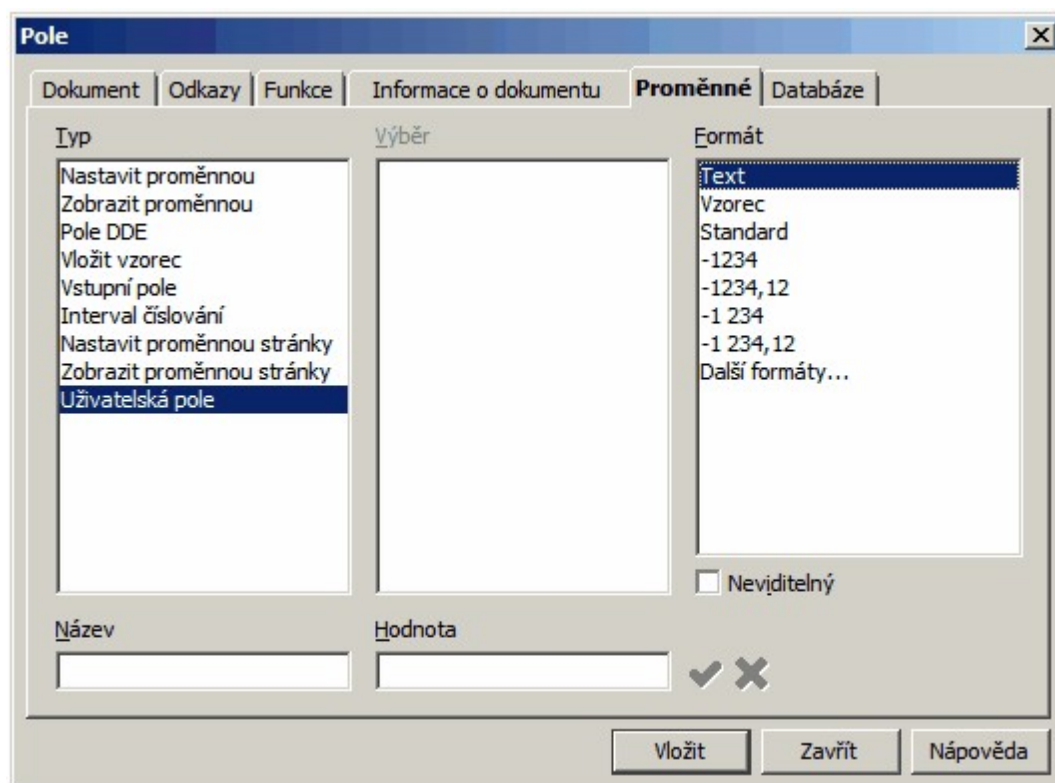 Pole
Dokument Odkazy Funkce Informace o dokumentu Proměnné Databáze
Typ
Nastavit proměnnou
Zobrazit proměnnou
Pole DDE
Vložit vzorec
Vstupní pole
Interval číslování
Nastavit proměnnou stránky
Zobrazit proměnnou stránky
Uživatelská pole
Výběr
Formát
Text
Vzorec
Standard
-1234
-1234,12
-1 234
-1 234,12
Další formáty...
Neviditelný
Název
Hodnota
Vložit Zavřít Nápověda